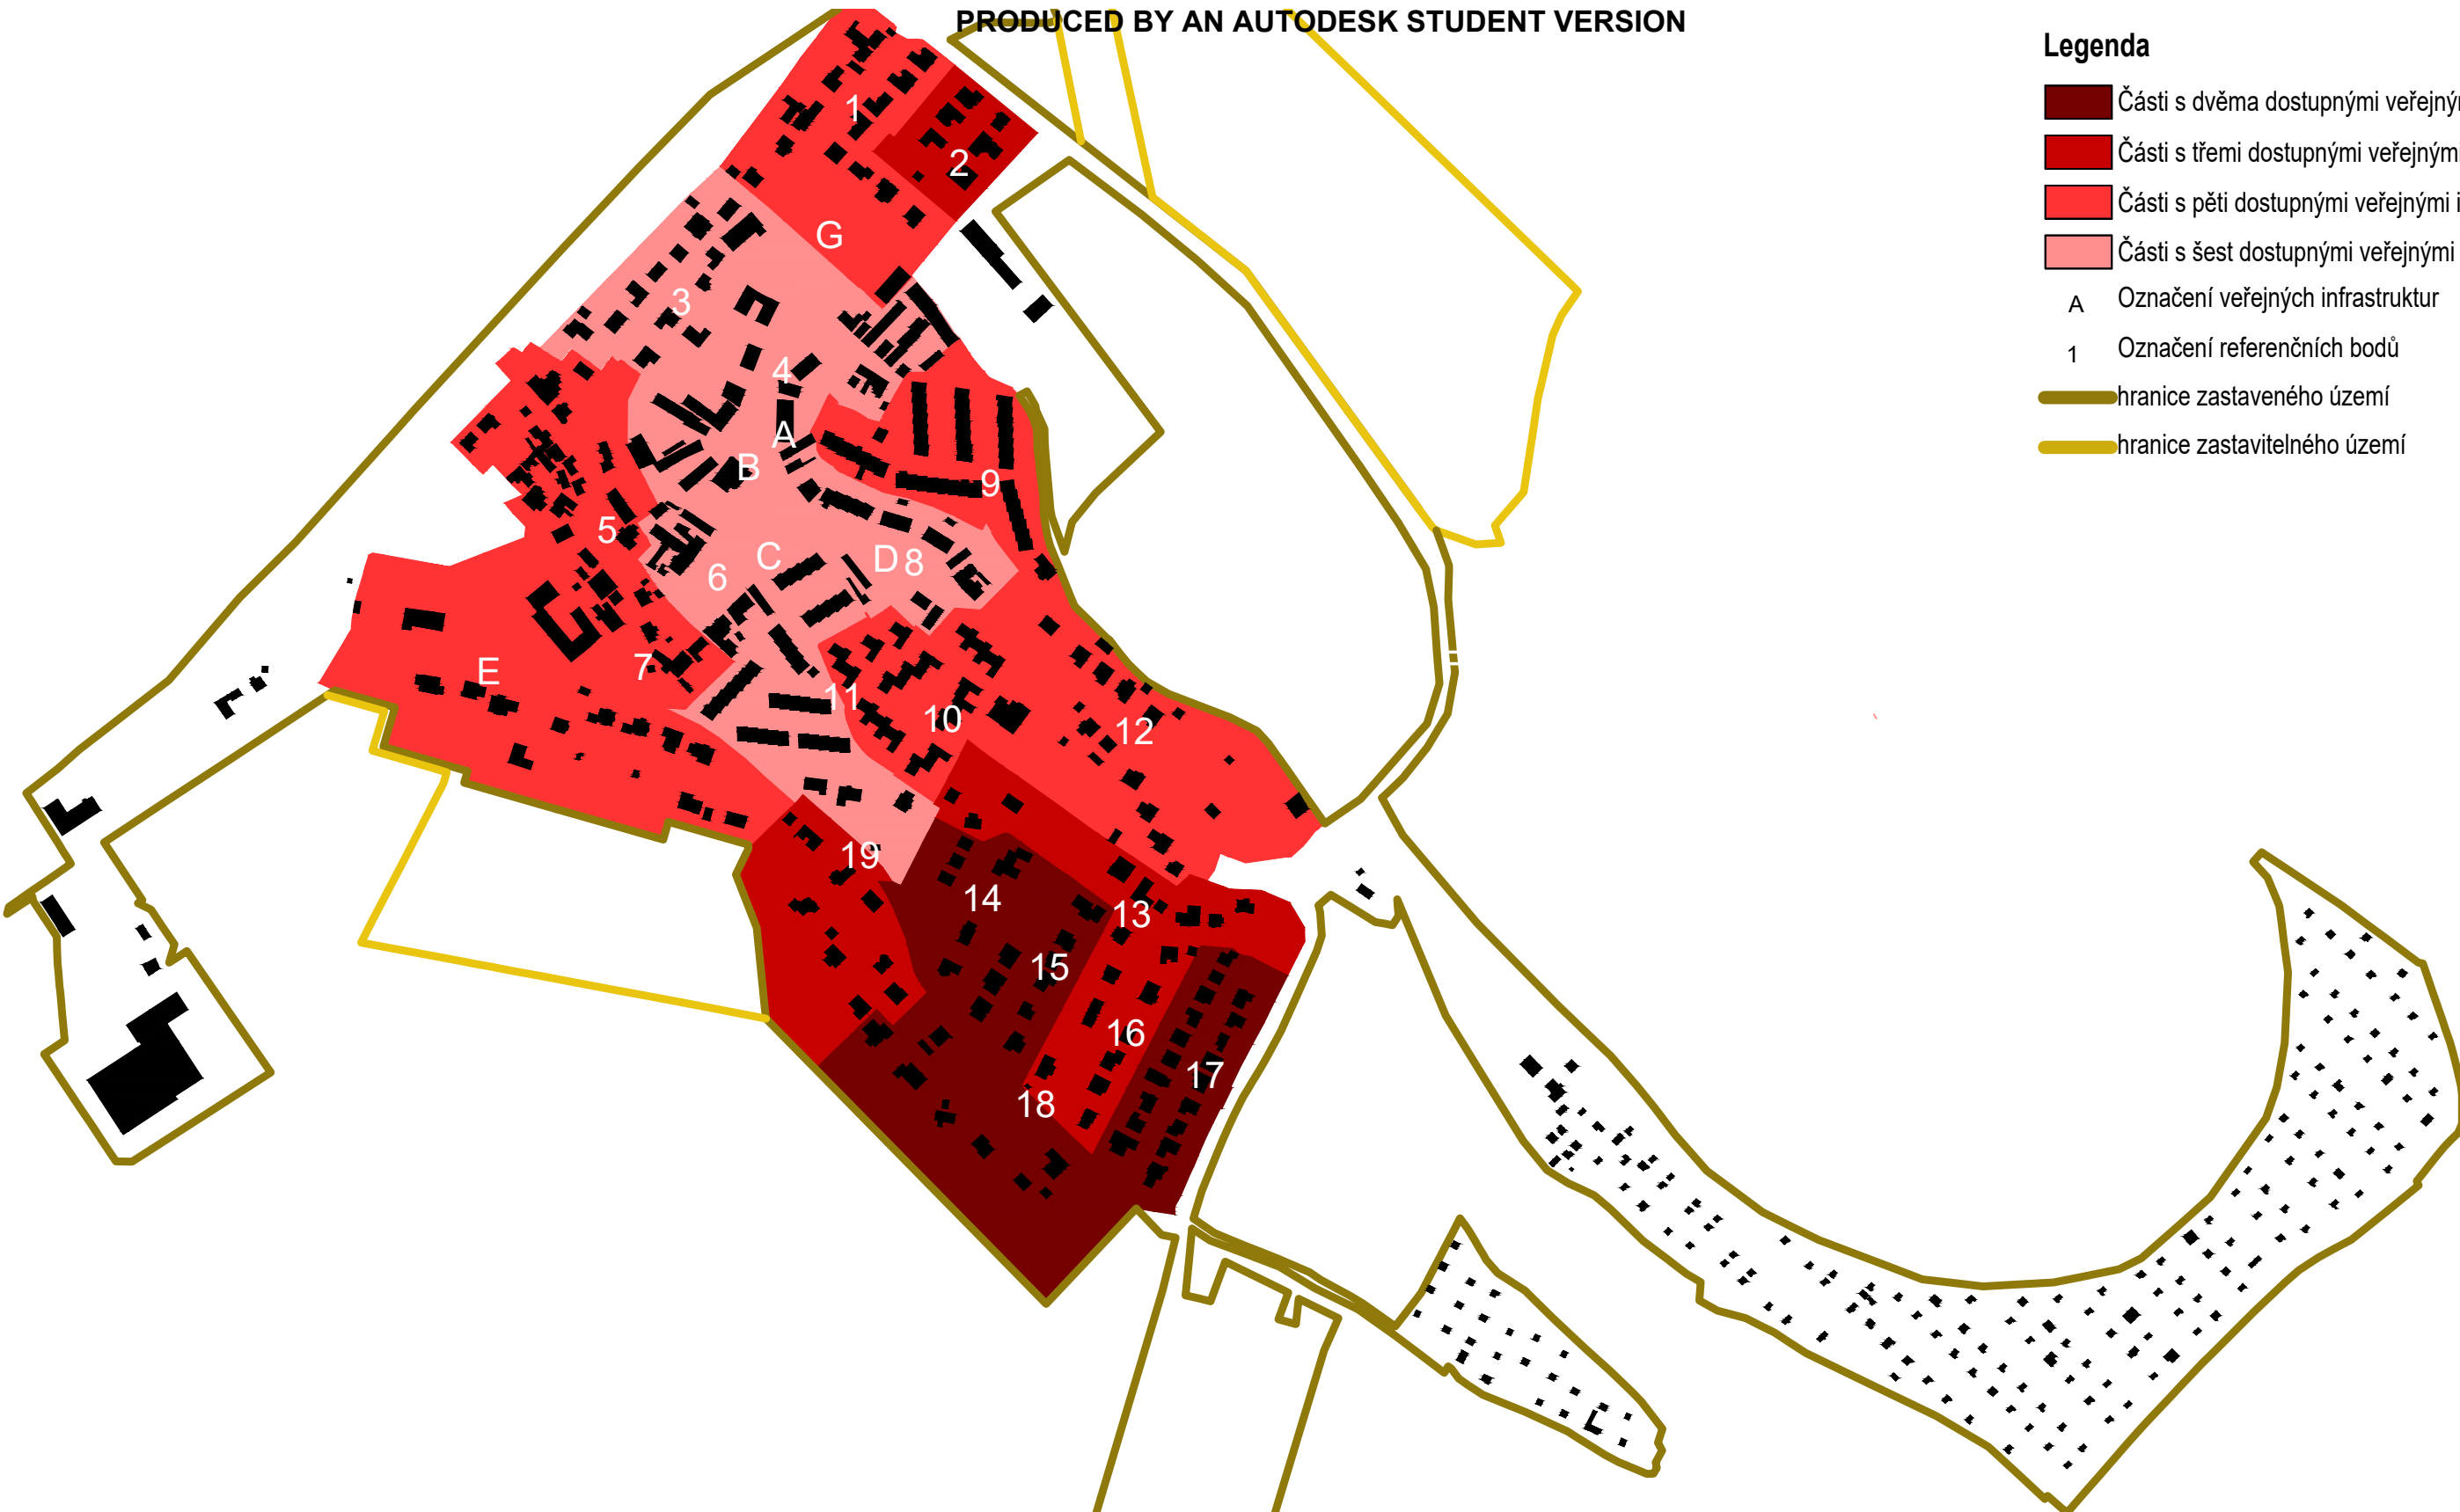 PRODUCED BY AN AUTODESK STUDENT VERSION
Legenda
Části s dvěma dostupnými
Části s třemi dostupnými veřejnými
Části s pěti dostupnými veřejnými
Části s šest dostupnými veřejnými
A Označení veřejných infrastruktur
1 Označení referenčních bodů
hranice zastaveného území
hranice zastavitelného území
1
2
G
3
4
A
B
9
5
C
D 8
6
7
E
11
10
12
19
14
13
15
16
17
18